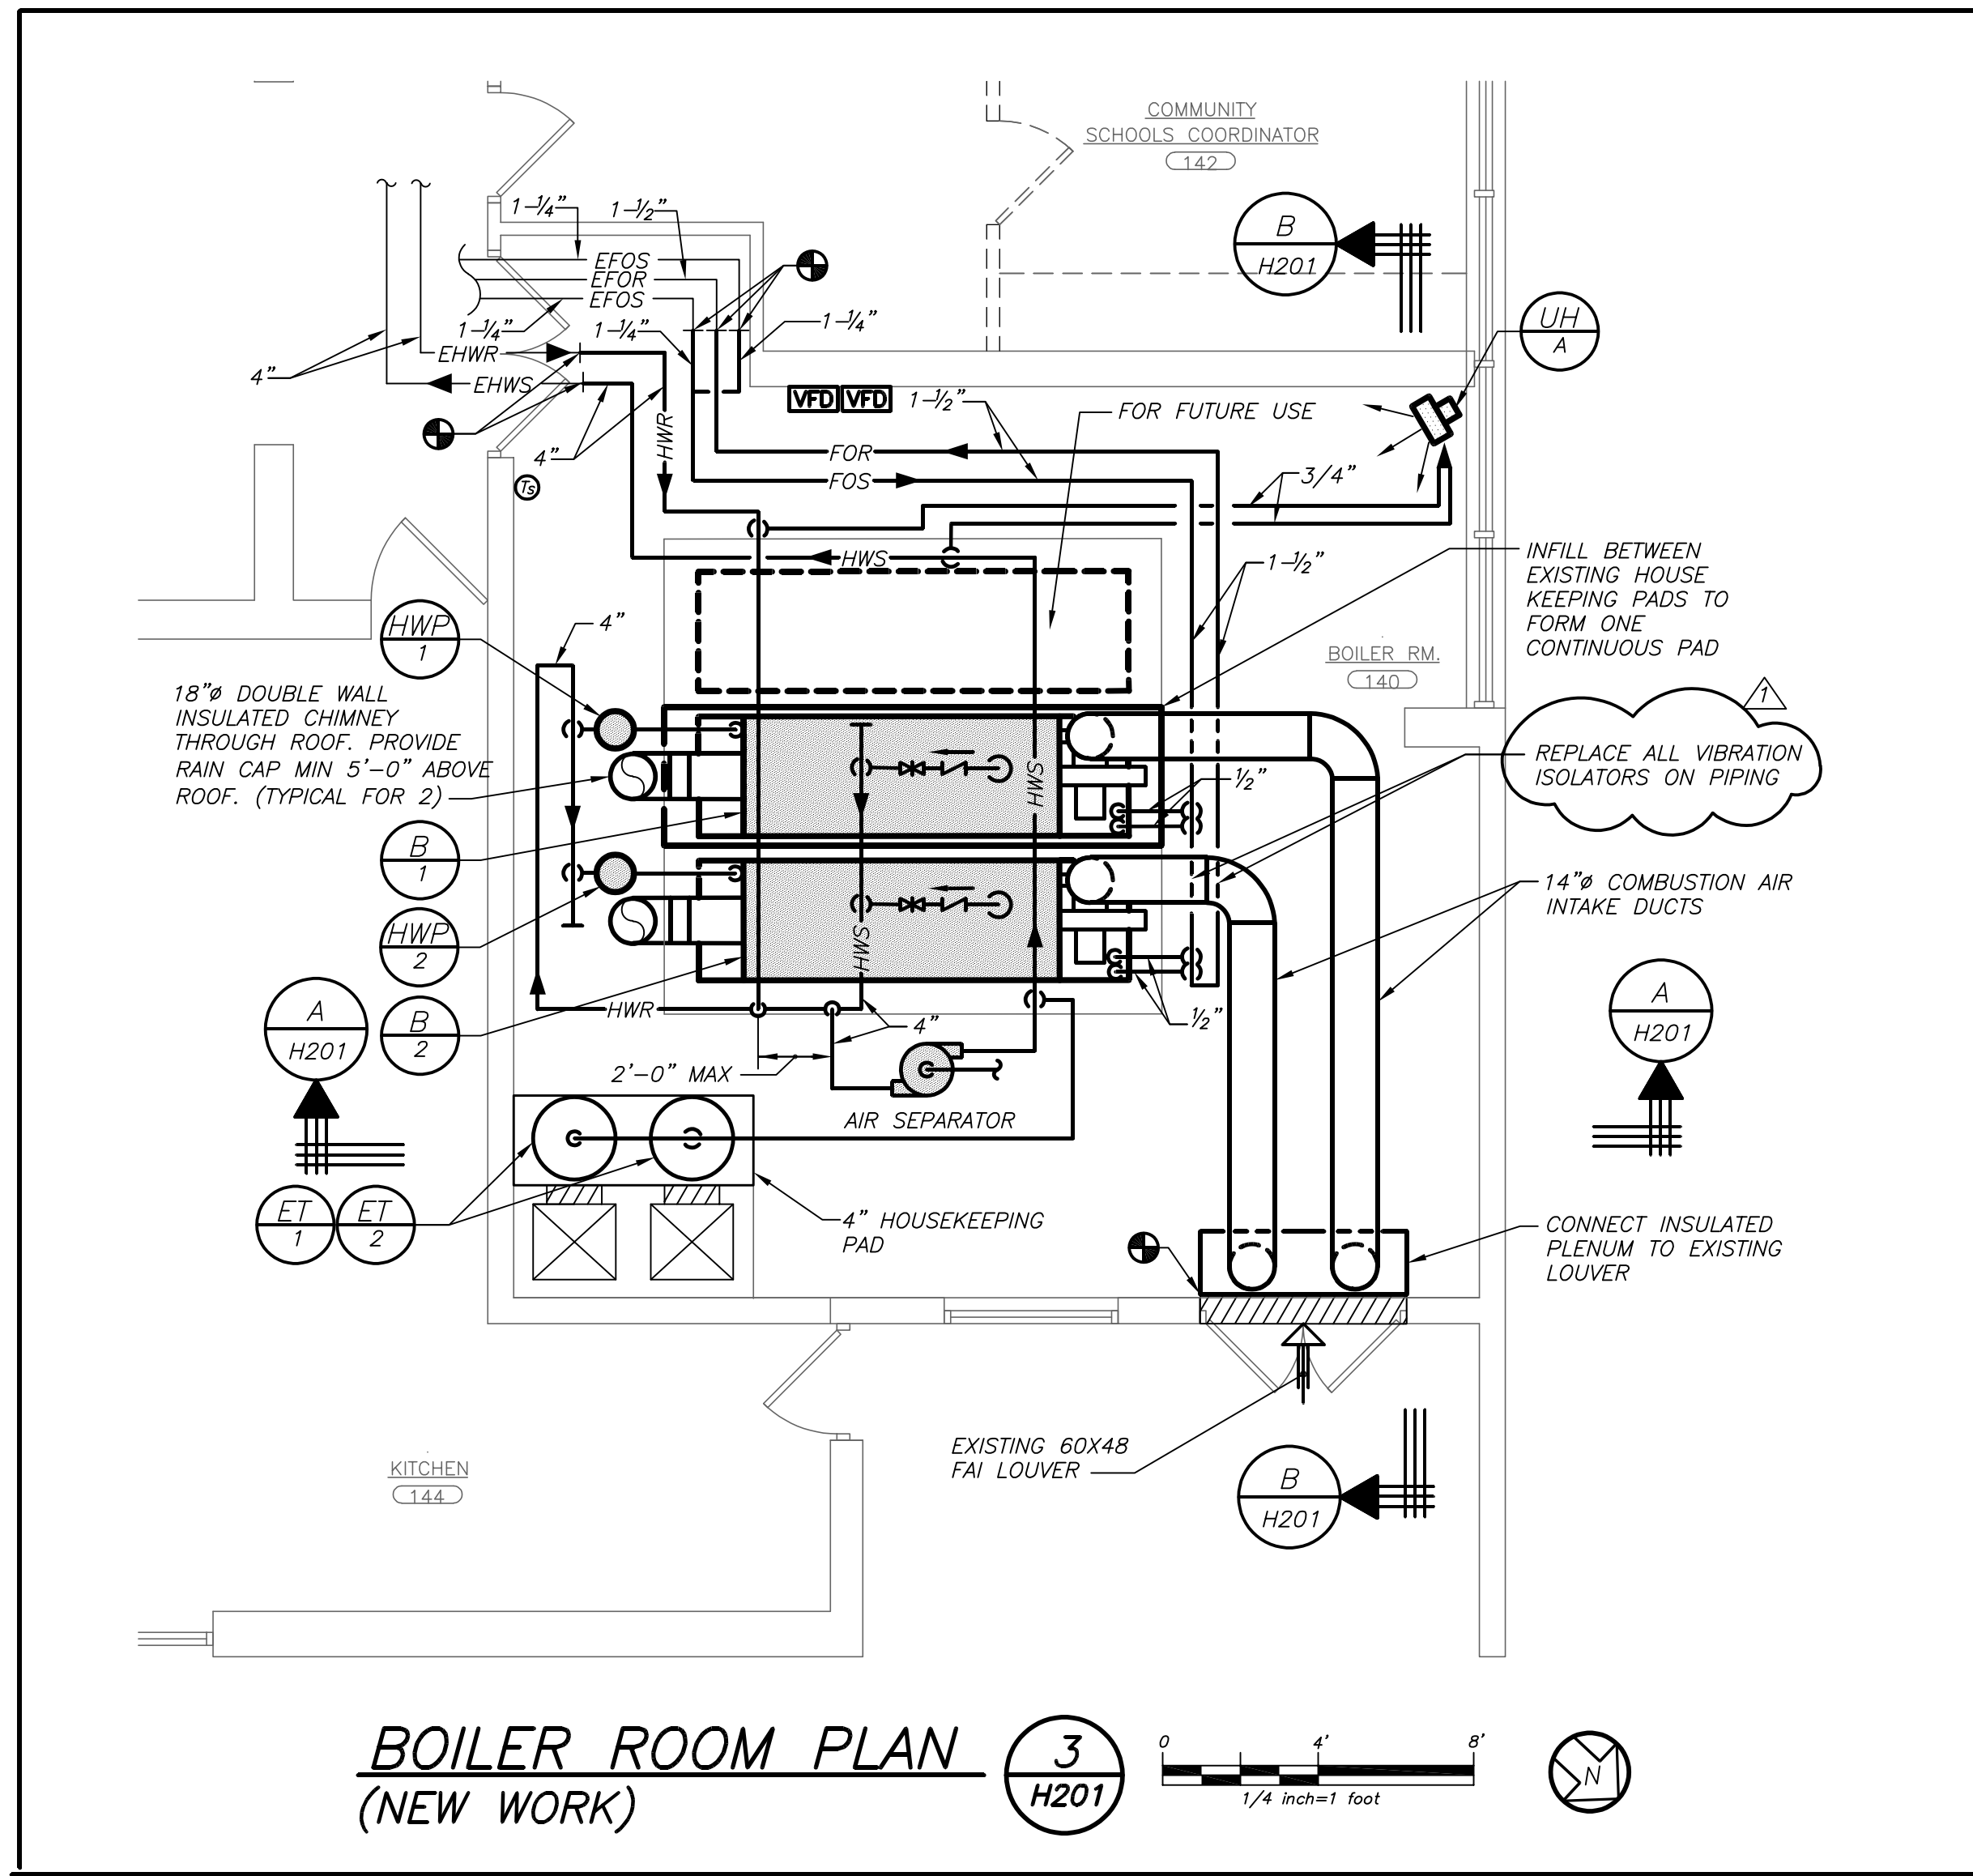 COMMUNITY
SCHOOLS COORDINATOR
142
1-1/4"
1-1/2"
B
H201
EFOS
EFOR
EFOS
1-1/4"
1-1/4"
1-1/4"
UH
A
EHWR
EHWS
4"
VFD
VFD
1-1/2"
FOR FUTURE USE
HWR
4"
FOR
FOS
3/4"
Ts
HWS
1-1/2"
INFILL BETWEEN
EXISTING HOUSE
KEEPING PADS TO
FORM ONE
CONTINUOUS PAD
HWP
1
4"
BOILER RM.
140
18"ø DOUBLE WALL
INSULATED CHIMNEY
THROUGH ROOF. PROVIDE
RAIN CAP MIN 5'-0" ABOVE
ROOF. (TYPICAL FOR 2)
1
REPLACE ALL VIBRATION
ISOLATORS ON PIPING
HWS
1/2"
B
1
14"ø COMBUSTION AIR
INTAKE DUCTS
HWP
2
HWS
A
H201
B
2
HWR
4"
1/2"
A
H201
2'-0" MAX
AIR SEPARATOR
ET
1
ET
2
4" HOUSEKEEPING
PAD
CONNECT INSULATED
PLENUM TO EXISTING
LOUVER
EXISTING 60X48
FAI LOUVER
KITCHEN
144
B
H201
BOILER ROOM PLAN
(NEW WORK)
3
H201
0 4' 8'
1/4 inch=1 foot
N